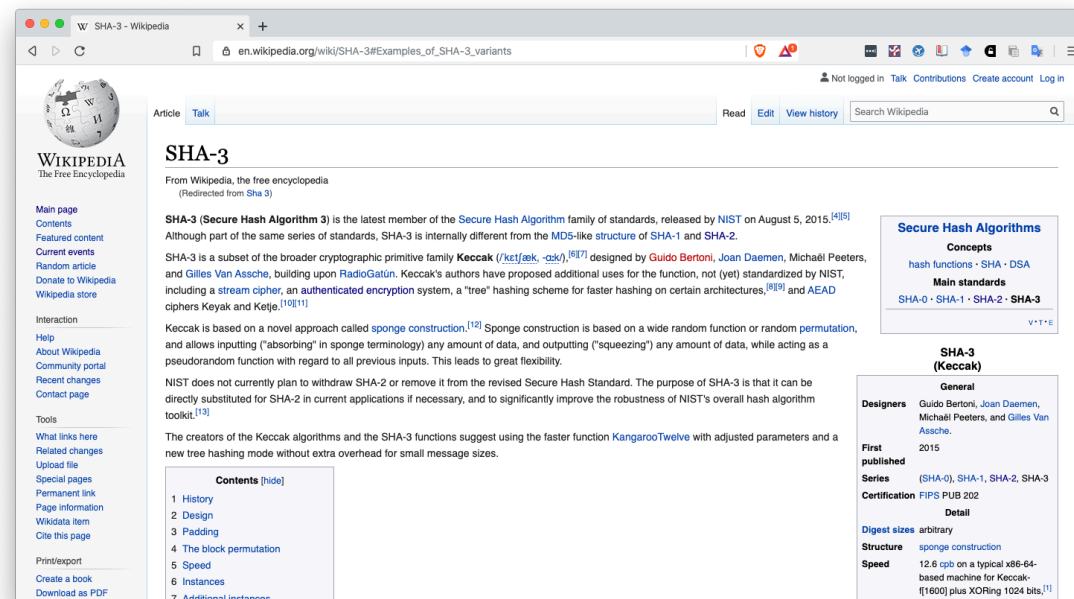 SHA-3 - Wikipedia
en.wikipedia.org/wiki/SHA-3#Examples_of_SHA-3_variants
1
Not logged in Talk Contributions Create account Log in
Article Talk Read Edit View history Search Wikipedia
WIKIPEDIA
The Free Encyclopedia
Main page
Contents
Featured content
Current events
Random article
Donate to Wikipedia
Wikipedia store
Interaction
Help
About Wikipedia
Community portal
Recent changes
Contact page
Tools
What links here
Related changes
Upload file
Special pages
Permanent link
Page information
Wikidata item
Cite this page
Print/export
Create a book
Download as PDF
SHA-3
From Wikipedia, the free encyclopedia
(Redirected from Sha 3)
SHA-3 (Secure Hash Algorithm 3) is the latest member of the Secure Hash Algorithm family of standards, released by NIST on August 5, 2015.[4][5]
Although part of the same series of standards, SHA-3 is internally different from the MD5-like structure of SHA-1 and SHA-2.
SHA-3 is a subset of the broader cryptographic primitive family Keccak (/ˈkɛtʃæk, -ɑːk/),[6][7] designed by Guido Bertoni, Joan Daemen, Michaël Peeters,
and Gilles Van Assche, building upon RadioGatún. Keccak's authors have proposed additional uses for the function, not (yet) standardized by NIST,
including a stream cipher, an authenticated encryption system, a "tree" hashing scheme for faster hashing on certain architectures,[8][9] and AEAD
ciphers Keyak and Ketje.[10][11]
Keccak is based on a novel approach called sponge construction.[12] Sponge construction is based on a wide random function or random permutation,
and allows inputting ("absorbing" in sponge terminology) any amount of data, and outputting ("squeezing") any amount of data, while acting as a
pseudorandom function with regard to all previous inputs. This leads to great flexibility.
NIST does not currently plan to withdraw SHA-2 or remove it from the revised Secure Hash Standard. The purpose of SHA-3 is that it can be
directly substituted for SHA-2 in current applications if necessary, and to significantly improve the robustness of NIST's overall hash algorithm
toolkit.[13]
The creators of the Keccak algorithms and the SHA-3 functions suggest using the faster function KangarooTwelve with adjusted parameters and a
new tree hashing mode without extra overhead for small message sizes.
Contents [hide]
1 History
2 Design
3 Padding
4 The block permutation
5 Speed
6 Instances
7 Additional instances
Secure Hash Algorithms
Concepts
hash functions · SHA · DSA
Main standards
SHA-0 · SHA-1 · SHA-2 · SHA-3
V · T · E
SHA-3
(Keccak)
General
Designers Guido Bertoni, Joan Daemen,
Michaël Peeters, and Gilles Van
Assche.
First 2015
published
Series (SHA-0), SHA-1, SHA-2, SHA-3
Certification FIPS PUB 202
Detail
Digest sizes arbitrary
Structure sponge construction
Speed 12.6 cpb on a typical x86-64-
based machine for Keccak-
f[1600] plus XORing 1024 bits,[1]